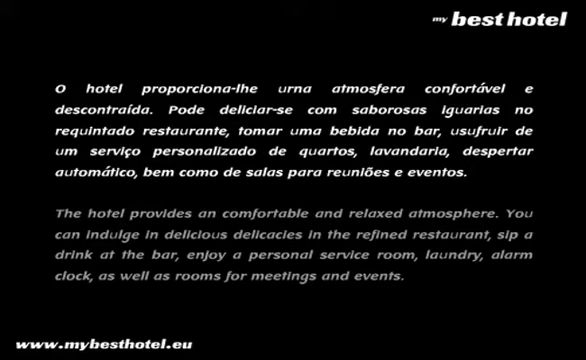 my best hotel
O hotel proporciona-lhe urna atmosfera confortável e
descontraída. Pode deliciar-se com saborosas iguarias no
requintado restaurante, tomar uma bebida no bar, usufruir de
um serviço personalizado de quartos, lavandaria, despertar
automático, bem como de salas para reuniões e eventos.
The hotel provides an comfortable and relaxed atmosphere. You
can indulge in delicious delicacies in the refined restaurant, sip a
drink at the bar, enjoy a personal service room, laundry, alarm
clock, as well as rooms for meetings and events.
www.mybesthotel.eu